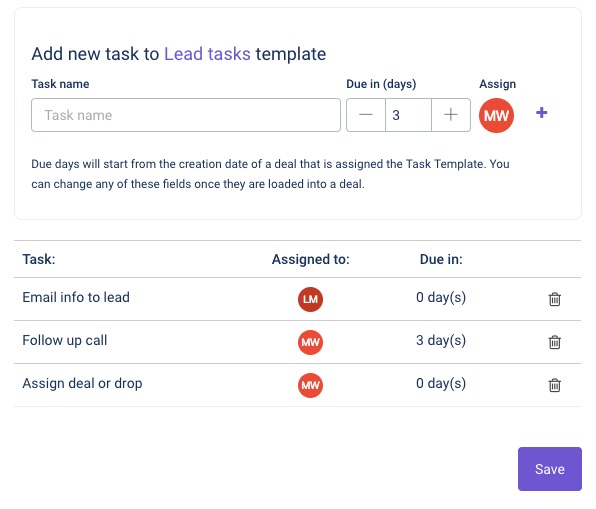 Add new task to Lead tasks template
Task name Due in (days) Assign
Task name 3 MW
Due days will start from the creation date of a deal that is assigned the Task Template. You
can change any of these fields once they are loaded into a deal.
Task: Assigned to: Due in:
Email info to lead LM 0 day(s)
Follow up call MW 3 day(s)
Assign deal or drop MW 0 day(s)
Save